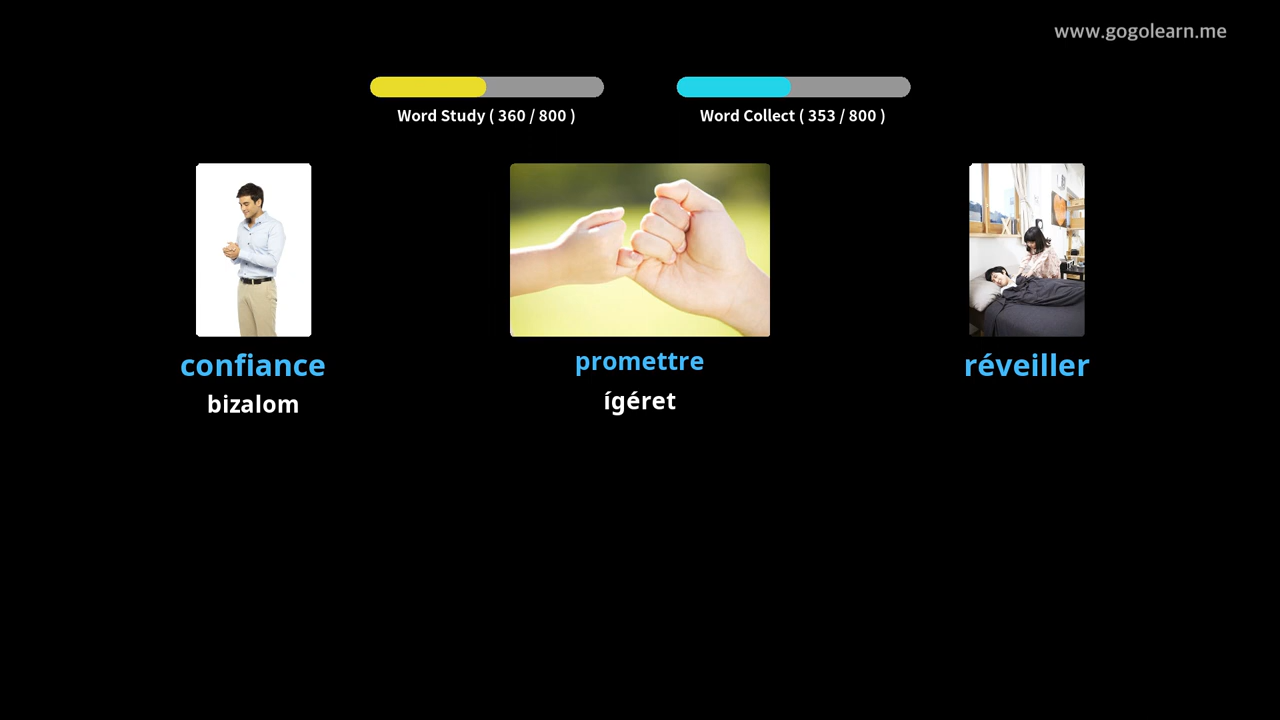 www.gogolearn.me
Word Study ( 360 / 800 )
Word Collect ( 353 / 800 )
confiance
bizalom
promettre
ígéret
réveiller